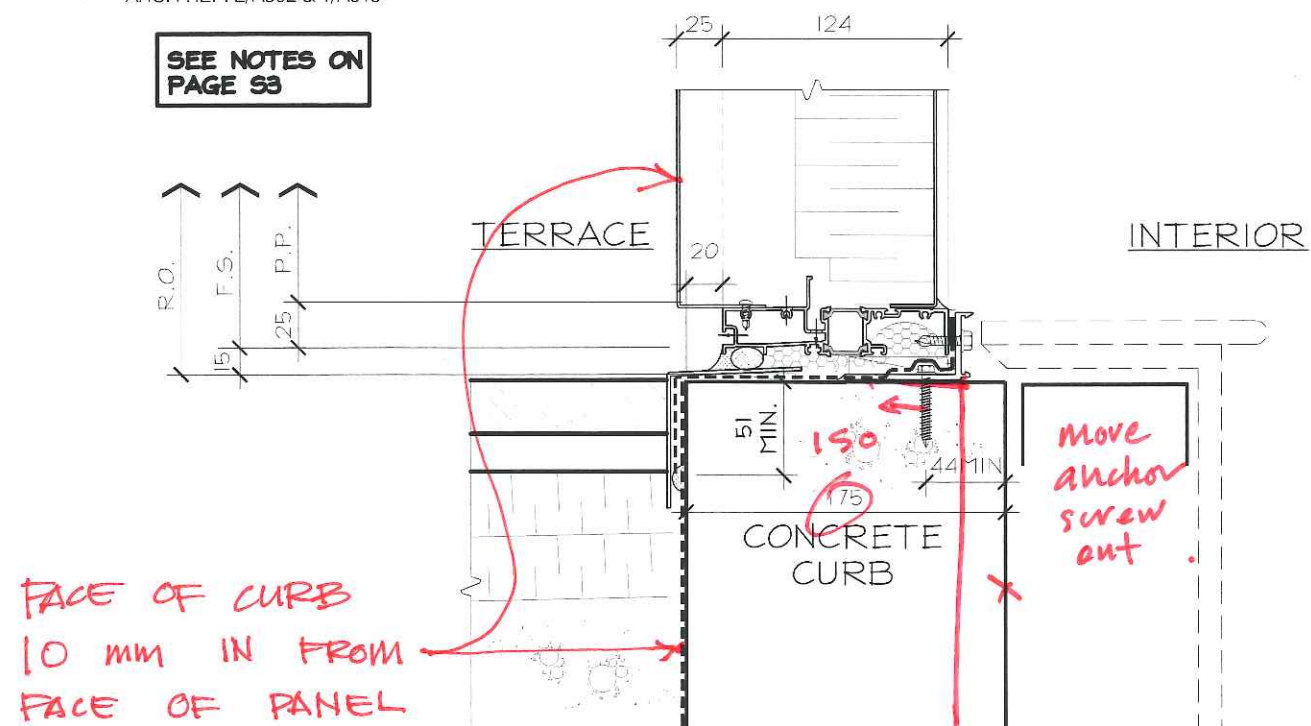 25
124
SEE NOTES ON
PAGE S3
TERRACE
INTERIOR
20
R.O.
F.S.
P.P.
25
15
51
MIN.
150
44MIN
175
CONCRETE
CURB
move
anchor
screw
out.
FACE OF CURB
10 mm IN FROM
FACE OF PANEL